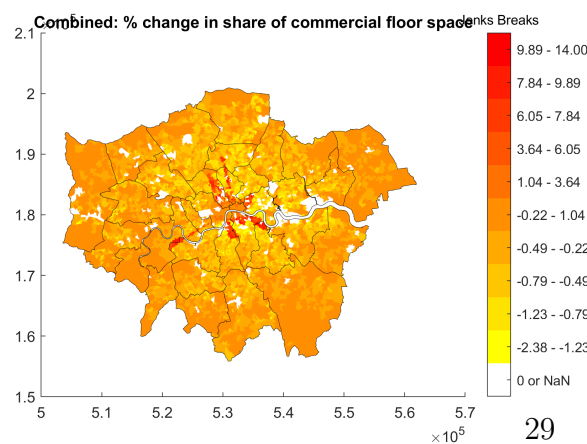 Combined: % change in share of commercial floor space
Jenks Breaks
2.1
2
1.9
1.8
1.7
1.6
1.5
5
5.1
5.2
5.3
5.4
5.5
5.6
5.7
×10⁵
9.89 - 14.00
7.84 - 9.89
6.05 - 7.84
3.64 - 6.05
1.04 - 3.64
-0.22 - 1.04
-0.49 - -0.22
-0.79 - -0.49
-1.23 - -0.79
-2.38 - -1.23
0 or NaN
29